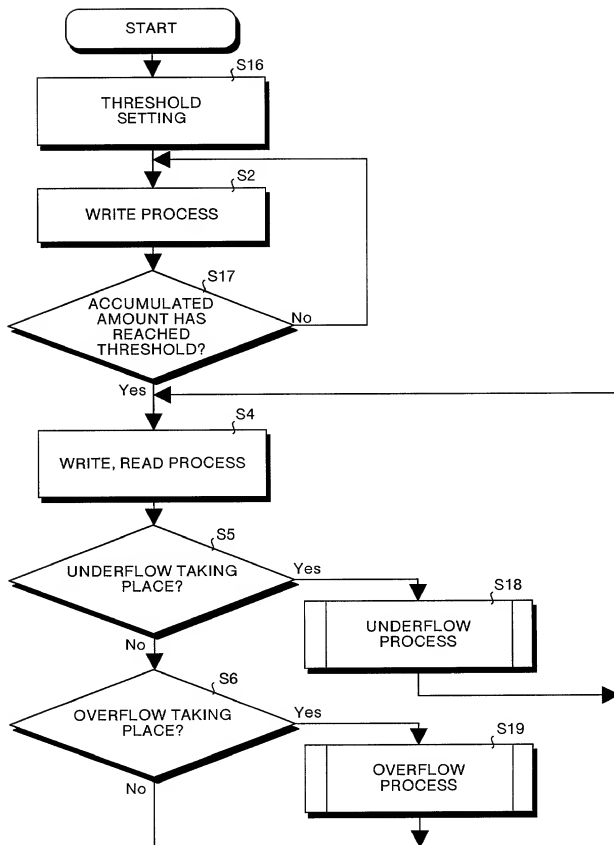 START
S16
THRESHOLD
SETTING
S2
WRITE PROCESS
S17
ACCUMULATED
AMOUNT HAS
REACHED
THRESHOLD?
No
Yes
S4
WRITE, READ PROCESS
S5
UNDERFLOW TAKING
PLACE?
Yes
S18
UNDERFLOW
PROCESS
No
S6
OVERFLOW TAKING
PLACE?
Yes
S19
OVERFLOW
PROCESS
No